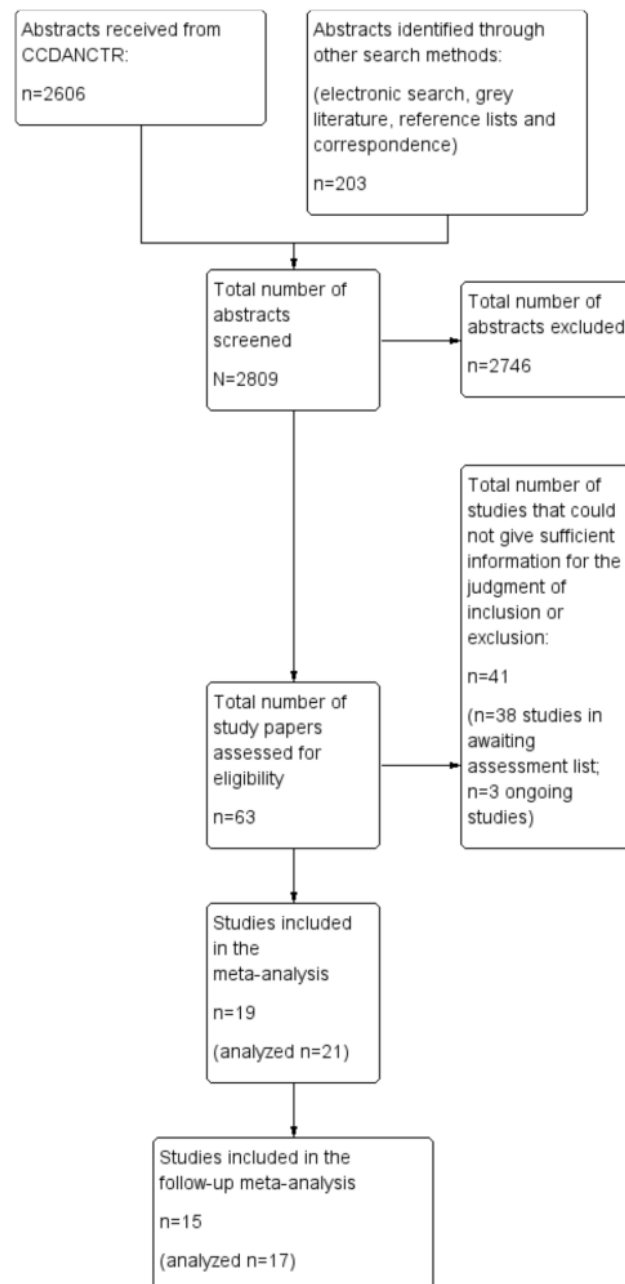 Abstracts received from
CCDANCTR:
n=2606
Abstracts identified through
other search methods:
(electronic search, grey
literature, reference lists and
correspondence)
n=203
Total number of
abstracts
screened
N=2809
Total number of
abstracts excluded
n=2746
Total number of
studies that could
not give sufficient
information for the
judgment of
inclusion or
exclusion:
n=41
(n=38 studies in
awaiting
assessment list;
n=3 ongoing
studies)
Total number of
study papers
assessed for
eligibility
n=63
Studies included
in the
meta-analysis
n=19
(analyzed n=21)
Studies included in the
follow-up meta-analysis
n=15
(analyzed n=17)